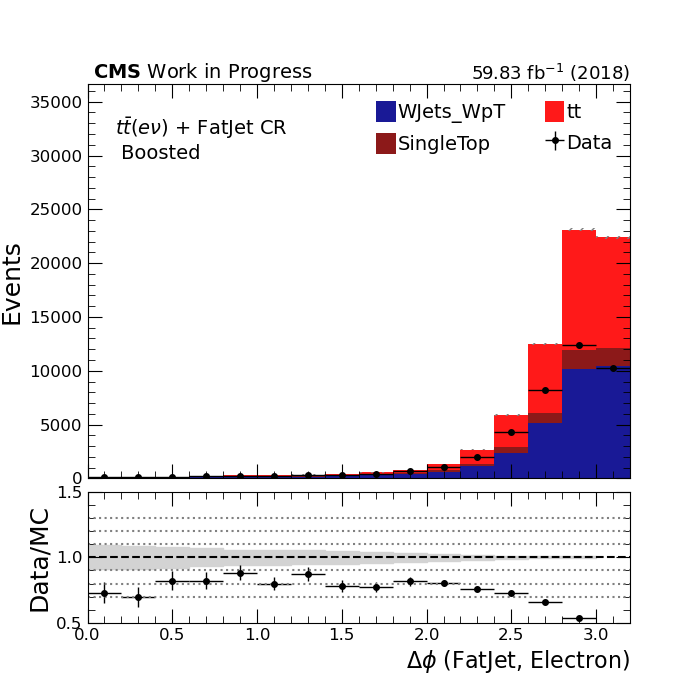 CMS Work in Progress 59.83 fb⁻¹ (2018)
35000
30000
25000
20000
15000
10000
5000
0
Events
tt̄(eν) + FatJet CR
Boosted
WJets_WpT tt
SingleTop Data
1.5
1.0
0.5
Data/MC
0.0 0.5 1.0 1.5 2.0 2.5 3.0
Δϕ (FatJet, Electron)